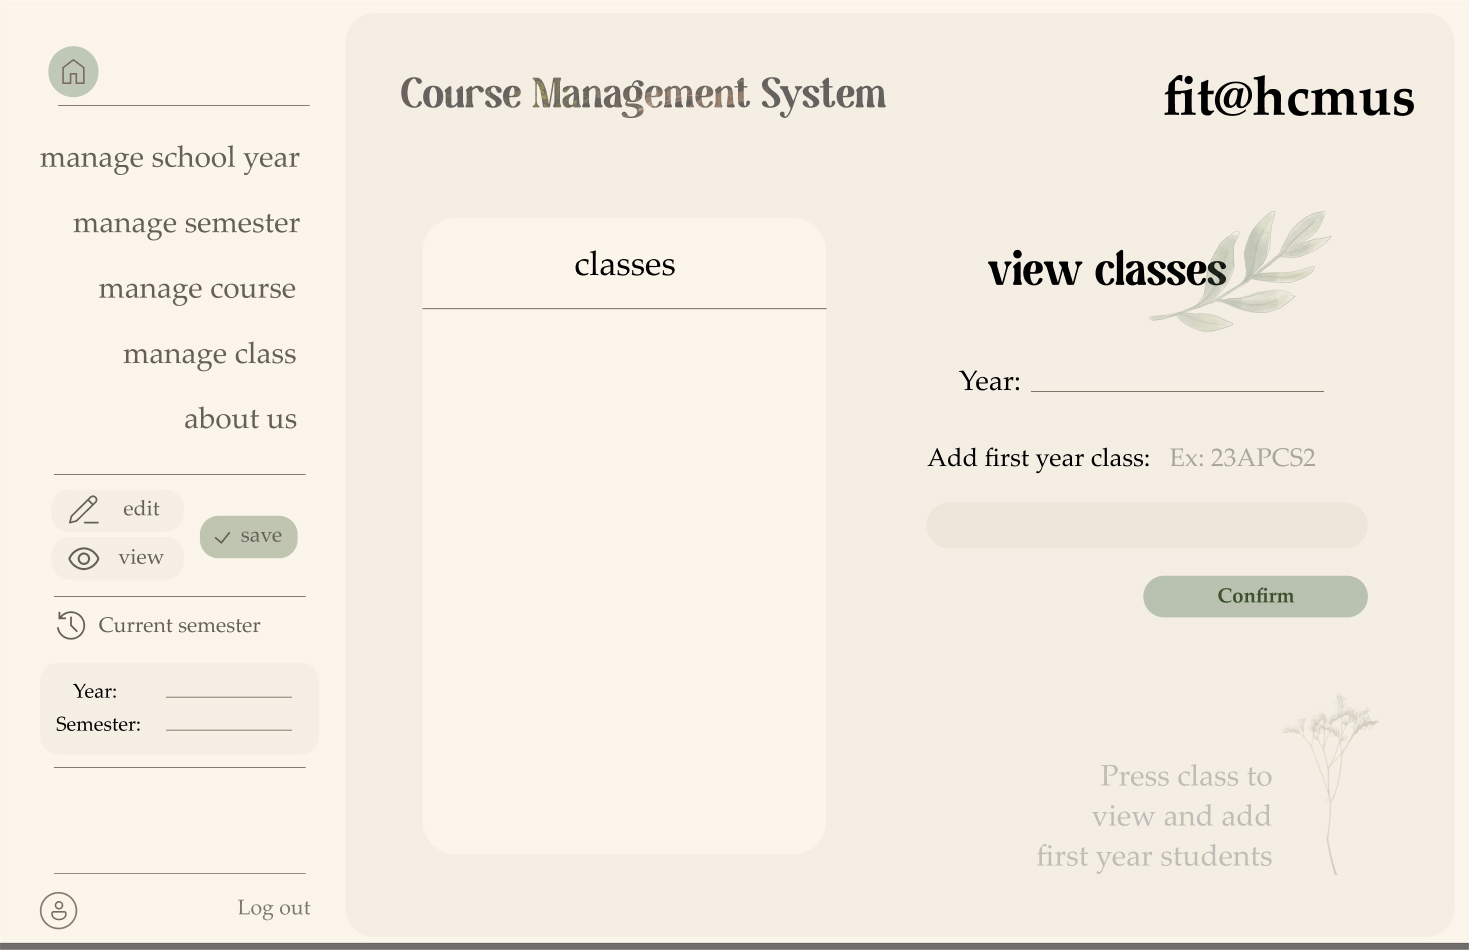 Course Management System
fit@hcmus
manage school year
manage semester
manage course
manage class
about us
edit
view
save
Current semester
Year:
Semester:
Log out
classes
view classes
Year:
Add first year class: Ex: 23APCS2
Confirm
Press class to
view and add
first year students